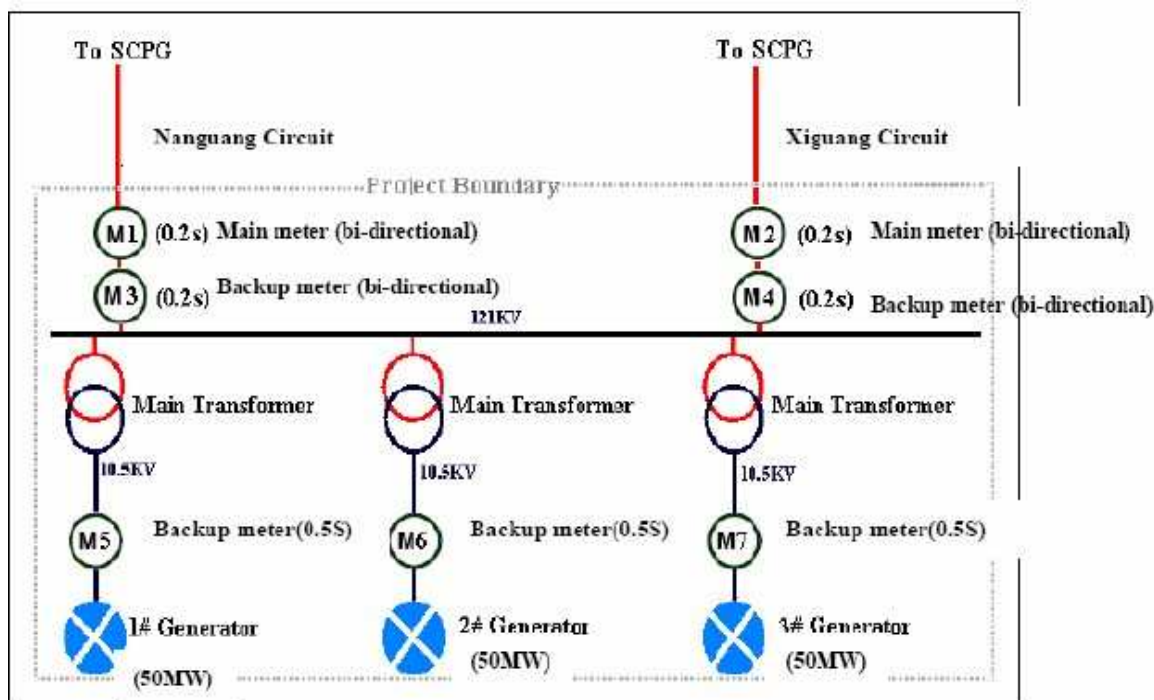 To SCPG
To SCPG
Nanguang Circuit
Xiguang Circuit
Project Boundary
M1 (0.2s) Main meter (bi-directional)
M2 (0.2s) Main meter (bi-directional)
M3 (0.2s) Backup meter (bi-directional)
M4 (0.2s) Backup meter (bi-directional)
121KV
Main Transformer
Main Transformer
Main Transformer
10.5KV
10.5KV
10.5KV
M5 Backup meter(0.5S)
M6 Backup meter(0.5S)
M7 Backup meter(0.5S)
1# Generator
(50MW)
2# Generator
(50MW)
3# Generator
(50MW)